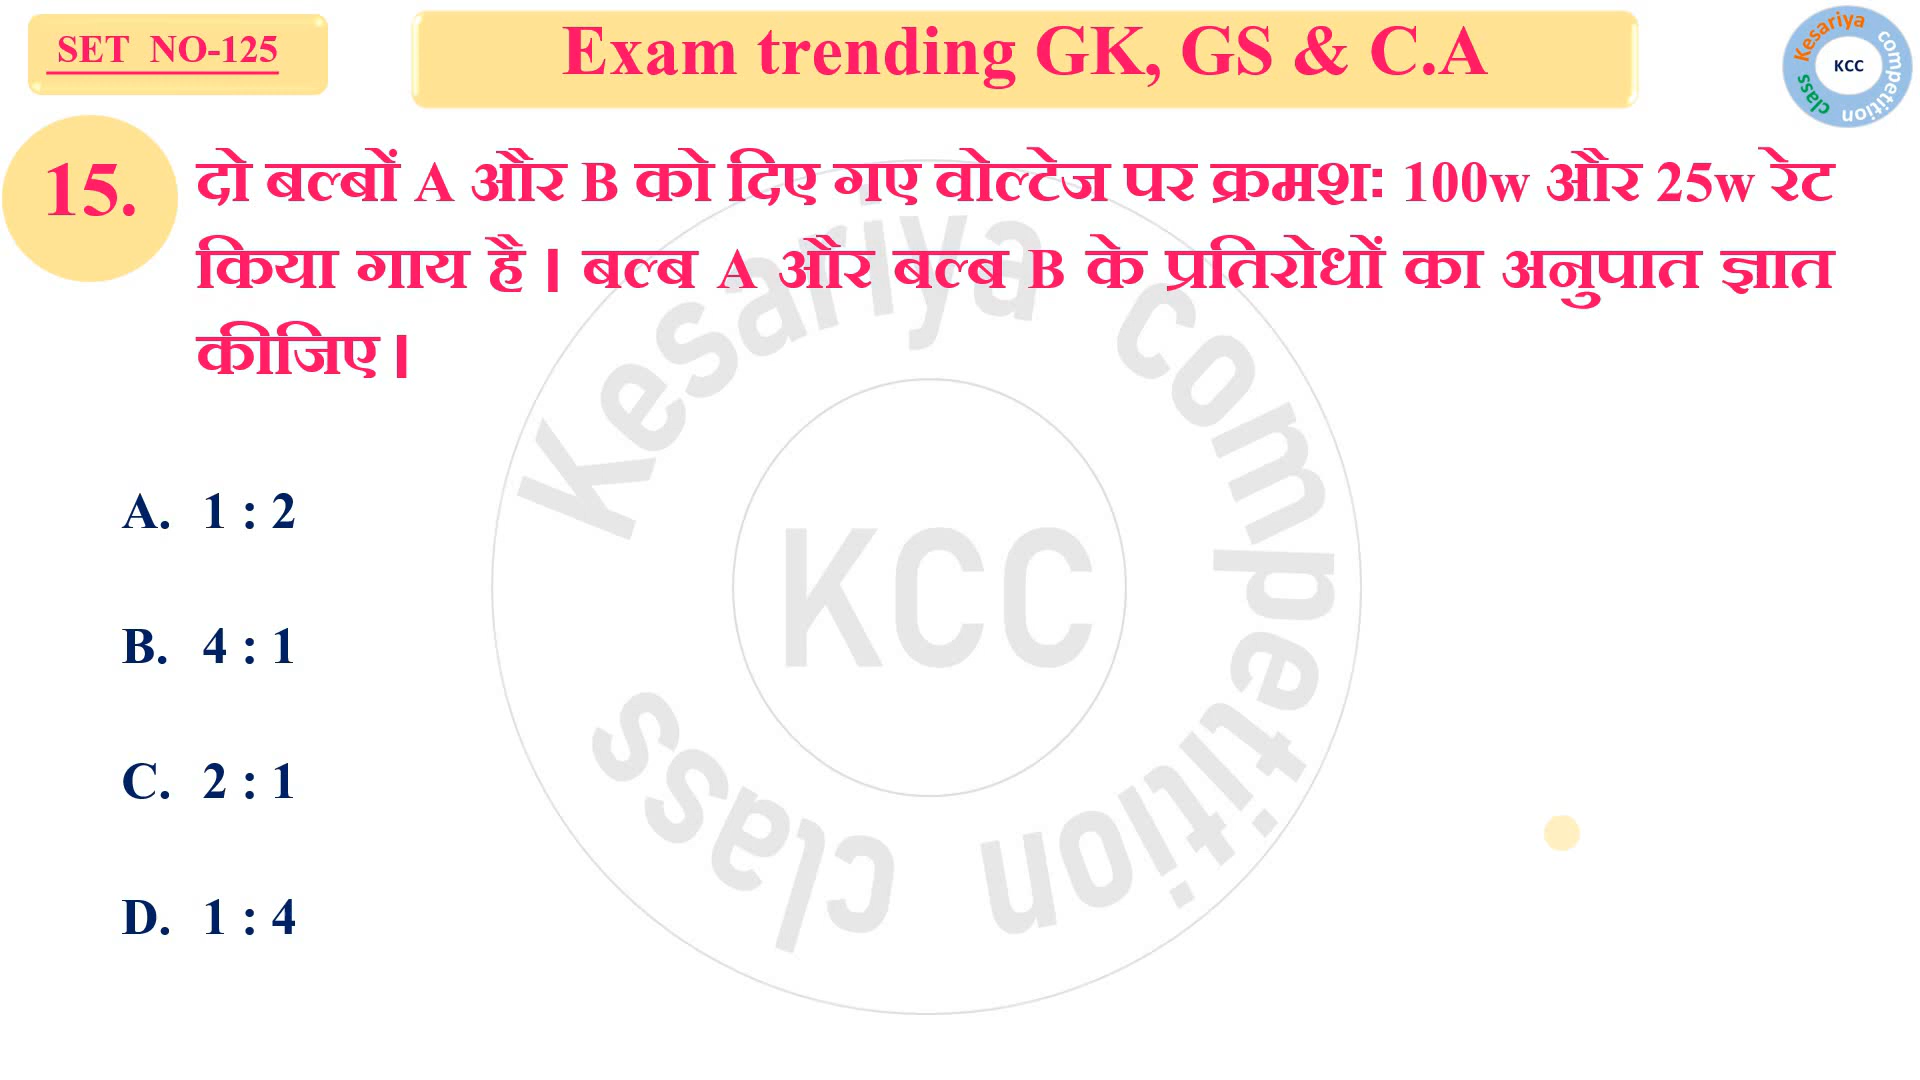 SET NO-125
Exam trending GK, GS & C.A
Kesariya competition class
KCC
15.
दो बल्बों A और B को दिए गए वोल्टेज पर क्रमशः 100w और 25w रेट
किया गाय है । बल्ब A और बल्ब B के प्रतिरोधों का अनुपात ज्ञात
कीजिए ।
Kesariya competition class
KCC
A. 1 : 2
B. 4 : 1
C. 2 : 1
D. 1 : 4